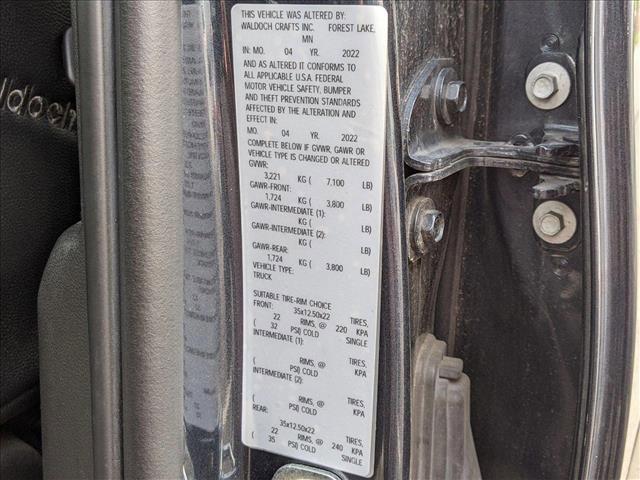 THIS VEHICLE WAS ALTERED BY:
WALDOCH CRAFTS INC. FOREST LAKE,
MN
IN: MO. 04 YR. 2022
AND AS ALTERED IT CONFORMS TO
ALL APPLICABLE U.S.A. FEDERAL
MOTOR VEHICLE SAFETY, BUMPER
AND THEFT PREVENTION STANDARDS
AFFECTED BY THE ALTERATION AND
EFFECT IN:
MO. 04 YR. 2022
COMPLETE BELOW IF GVWR, GAWR OR
VEHICLE TYPE IS CHANGED OR ALTERED
GVWR:
3,221 KG ( 7,100 LB)
GAWR-FRONT:
1,724 KG ( 3,800 LB)
GAWR-INTERMEDIATE (1):
KG ( LB)
GAWR-INTERMEDIATE (2):
KG ( LB)
GAWR-REAR:
1,724 KG ( 3,800 LB)
VEHICLE TYPE:
TRUCK
SUITABLE TIRE-RIM CHOICE
FRONT: 35x12.50x22 TIRES,
22 RIMS, @ 220 KPA
( 32 PSI) COLD SINGLE
INTERMEDIATE (1):
TIRES,
RIMS, @ KPA
( PSI) COLD
INTERMEDIATE (2):
TIRES,
RIMS, @ KPA
( PSI) COLD
REAR: 35x12.50x22 TIRES,
22 RIMS, @ 240 KPA
( 35 PSI) COLD SINGLE
ldoch